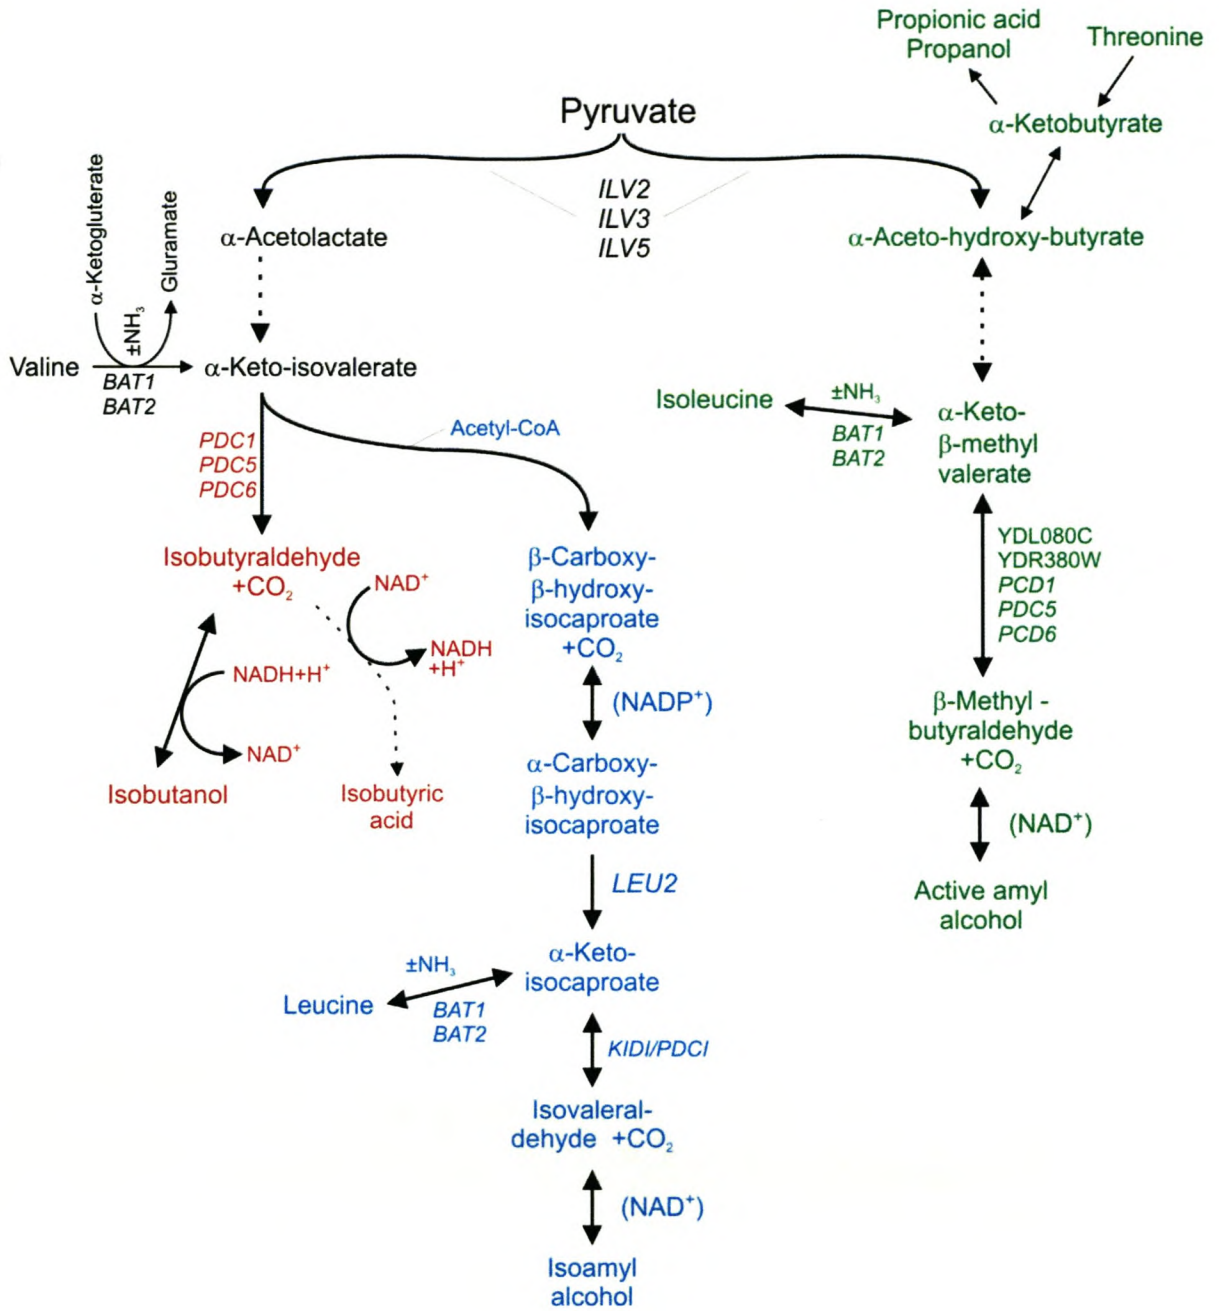 Propionic acid
Propanol
Threonine
α-Ketobutyrate
Pyruvate
ILV2
ILV3
ILV5
α-Ketogluterate
Gluramate
±NH₃
α-Acetolactate
α-Aceto-hydroxy-butyrate
Valine
BAT1
BAT2
α-Keto-isovalerate
Isoleucine
±NH₃
BAT1
BAT2
α-Keto-
β-methyl
valerate
PDC1
PDC5
PDC6
Acetyl-CoA
Isobutyraldehyde
+CO₂
NAD⁺
NADH
+H⁺
NADH+H⁺
NAD⁺
Isobutanol
Isobutyric
acid
β-Carboxy-
β-hydroxy-
isocaproate
+CO₂
(NADP⁺)
α-Carboxy-
β-hydroxy-
isocaproate
LEU2
YDL080C
YDR380W
PCD1
PDC5
PCD6
β-Methyl -
butyraldehyde
+CO₂
(NAD⁺)
Active amyl
alcohol
α-Keto-
isocaproate
±NH₃
Leucine
BAT1
BAT2
KIDI/PDCI
Isovaleral-
dehyde +CO₂
(NAD⁺)
Isoamyl
alcohol